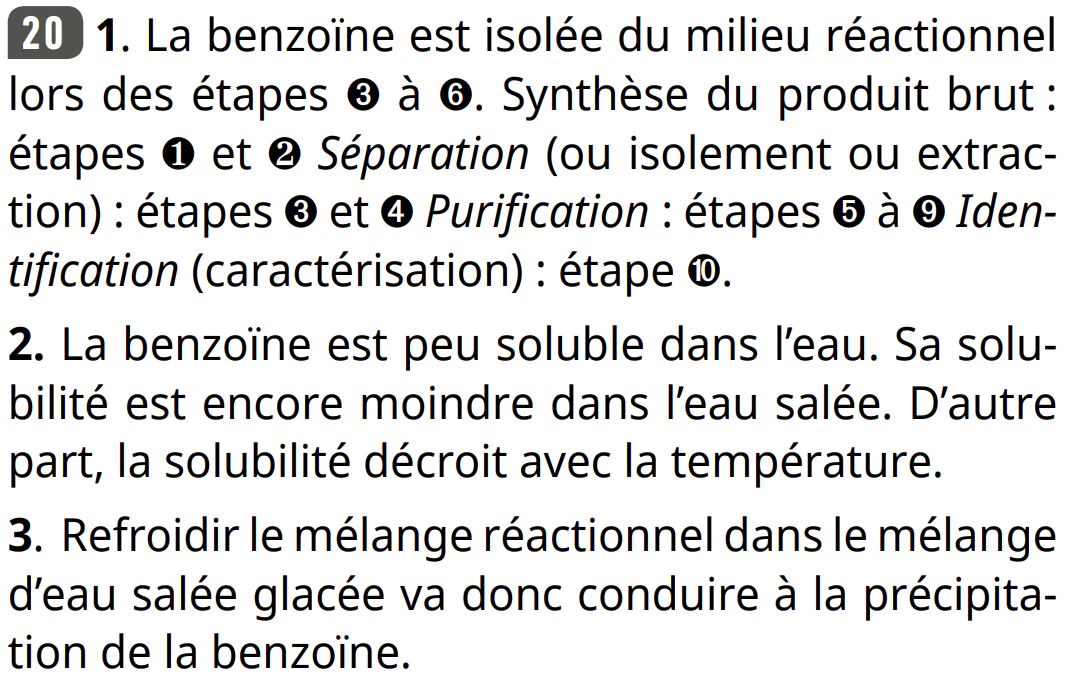 20 1. La benzoïne est isolée du milieu réactionnel
lors des étapes ❸ à ❻. Synthèse du produit brut :
étapes ❶ et ❷ Séparation (ou isolement ou extrac-
tion) : étapes ❸ et ❹ Purification : étapes ❺ à ❾ Iden-
tification (caractérisation) : étape ❿.
2. La benzoïne est peu soluble dans l’eau. Sa solu-
bilité est encore moindre dans l’eau salée. D’autre
part, la solubilité décroit avec la température.
3. Refroidir le mélange réactionnel dans le mélange
d’eau salée glacée va donc conduire à la précipita-
tion de la benzoïne.